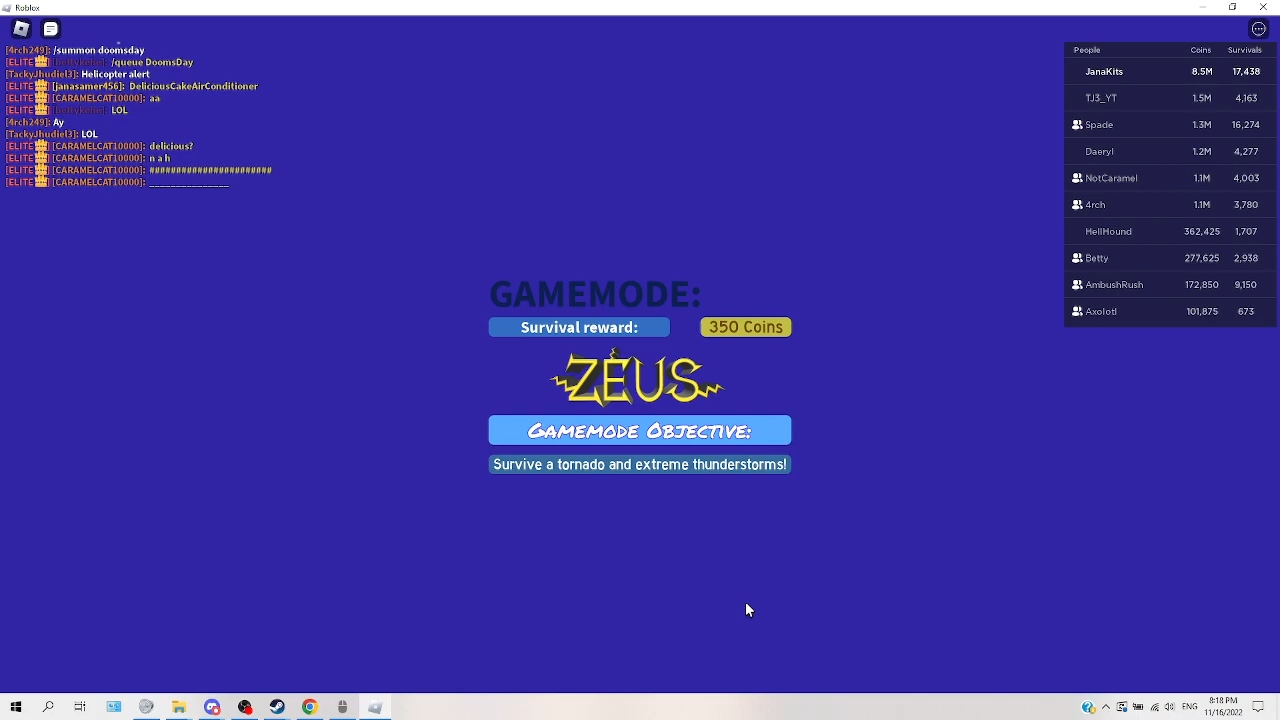 Roblox
[4rch249]: /summon doomsday
[ELITE] [bettykehei]: /queue DoomsDay
[TackyJhudiel3]: Helicopter alert
[ELITE] [janasamer456]: DeliciousCakeAirConditioner
[ELITE] [CARAMELCAT10000]: aa
[ELITE] LOL
[4rch249]: Ay
[TackyJhudiel3]: LOL
[ELITE] [CARAMELCAT10000]: delicious?
[ELITE] [CARAMELCAT10000]: n a h
[ELITE] [CARAMELCAT10000]: #######################
[ELITE] [CARAMELCAT10000]: _______________
People Coins Survivals
JanaKits 8.5M 17,438
TJ3_YT 1.5M 4,163
Spade 1.3M 16,274
Daeryl 1.2M 4,277
NotCaramel 1.1M 4,003
4rch 1.1M 3,780
HellHound 362,425 1,707
Betty 277,625 2,938
AmbushRush 172,850 9,150
Axolotl 101,875 673
GAMEMODE:
Survival reward: 350 Coins
ZEUS
Gamemode Objective:
Survive a tornado and extreme thunderstorms!
ENG
8:18 PM
11/16/2022